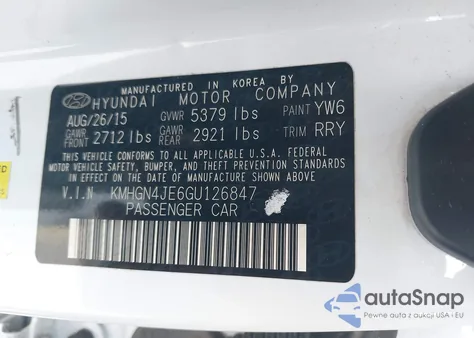 MANUFACTURED IN KOREA BY
HYUNDAI MOTOR COMPANY
AUG/26/15 GVWR 5379 lbs PAINT YW6
GAWR FRONT 2712 lbs GAWR REAR 2921 lbs TRIM RRY
THIS VEHICLE CONFORMS TO ALL APPLICABLE U.S.A. FEDERAL
MOTOR VEHICLE SAFETY, BUMPER, AND THEFT PREVENTION
STANDARDS IN EFFECT ON THE DATE OF MANUFACTURE SHOWN ABOVE.
V.I.N KMHGN4JE6GU126847
PASSENGER CAR
autoSnap
Pewne auta z USA i EU